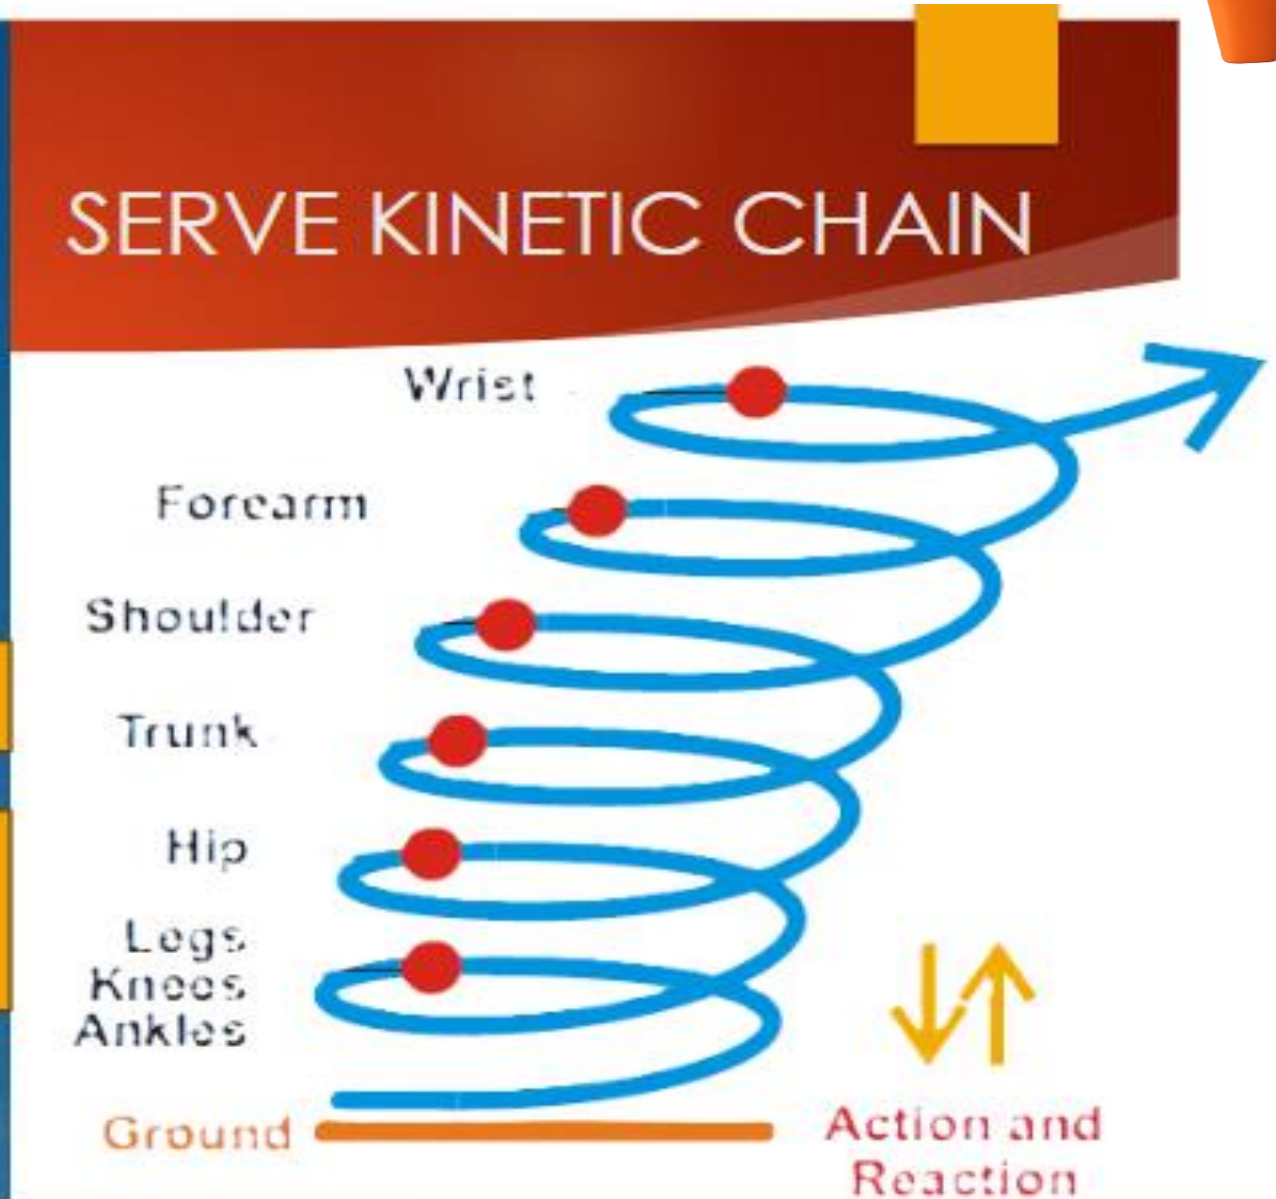 SERVE KINETIC CHAIN
Wrist
Forearm
Shoulder
Trunk
Hip
Legs
Knees
Ankles
Ground
Action and
Reaction